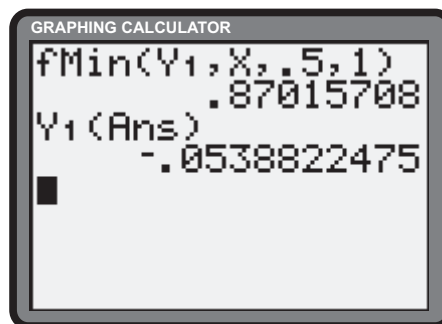 GRAPHING CALCULATOR
fMin(Y₁,X,.5,1)
.87015708
Y₁(Ans)
⁻.0538822475